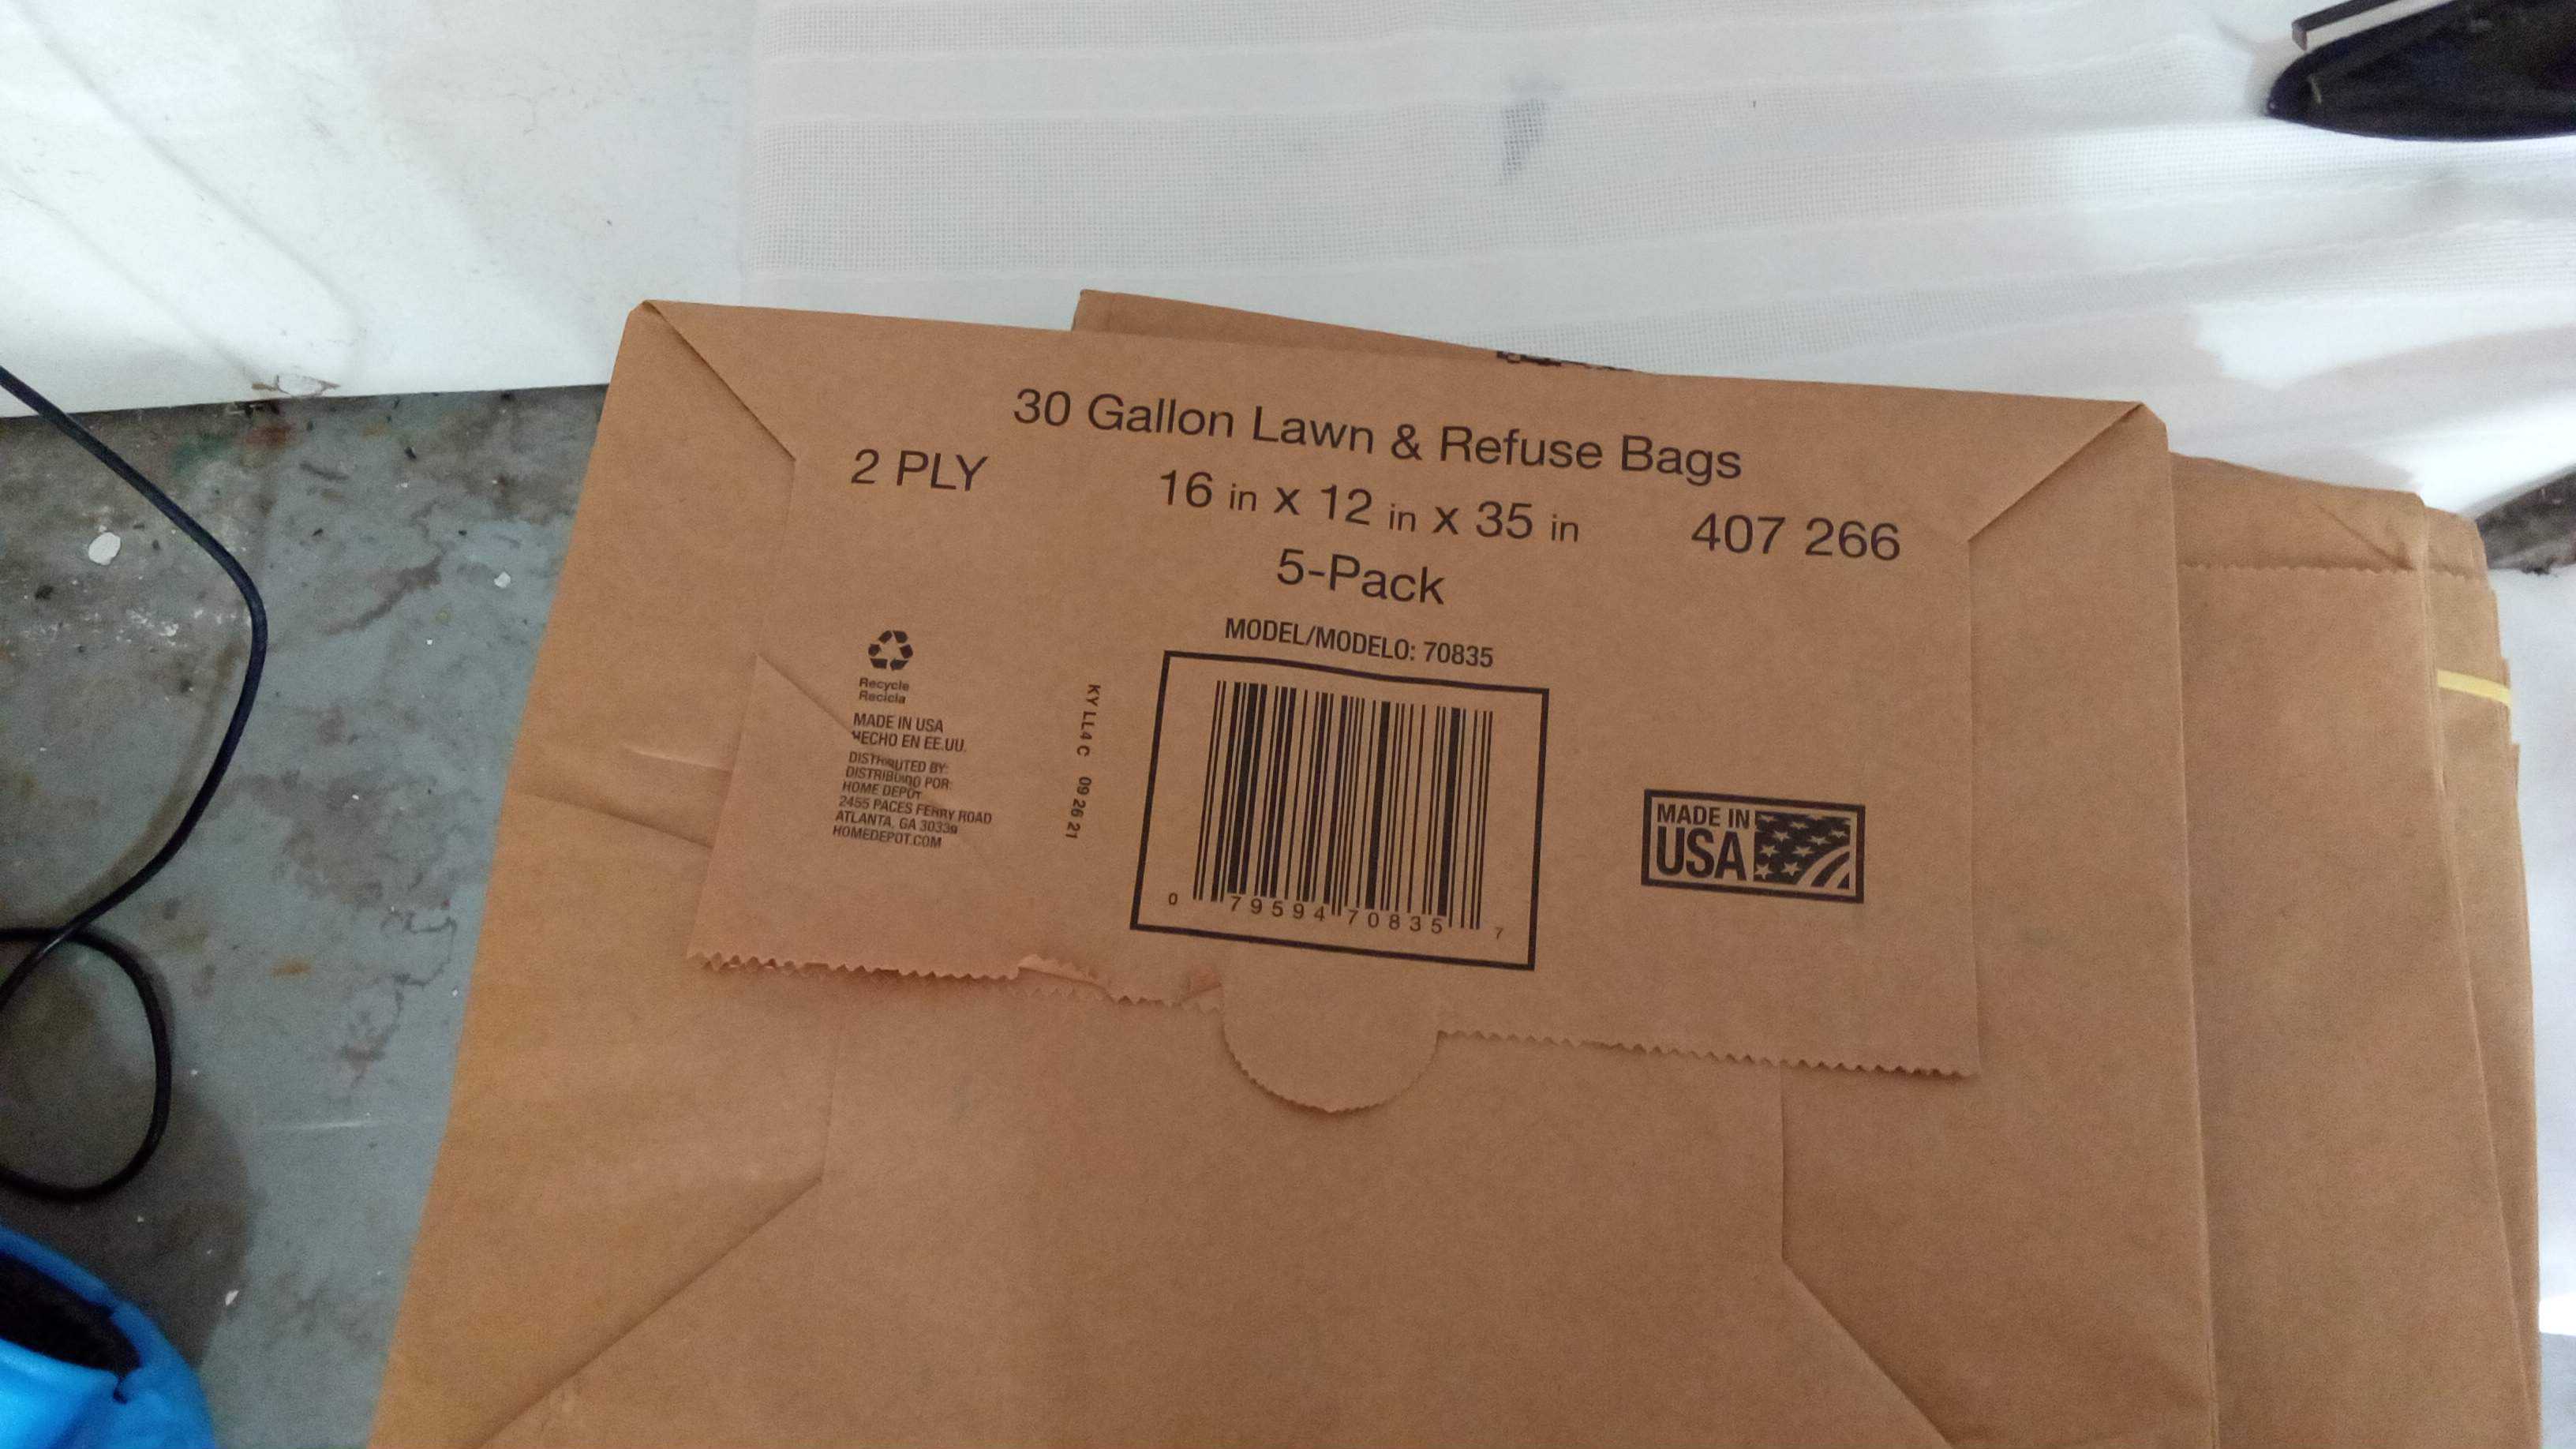 30 Gallon Lawn & Refuse Bags
2 PLY
16 in x 12 in x 35 in
407 266
5-Pack
MODEL/MODELO: 70835
Recycle
Recicla
MADE IN USA
HECHO EN EE.UU.
DISTRIBUTED BY:
DISTRIBUIDO POR:
HOME DEPOT
2455 PACES FERRY ROAD
ATLANTA, GA 30339
HOMEDEPOT.COM
KY LL4 C 09 26 21
0 79594 70835 7
MADE IN
USA